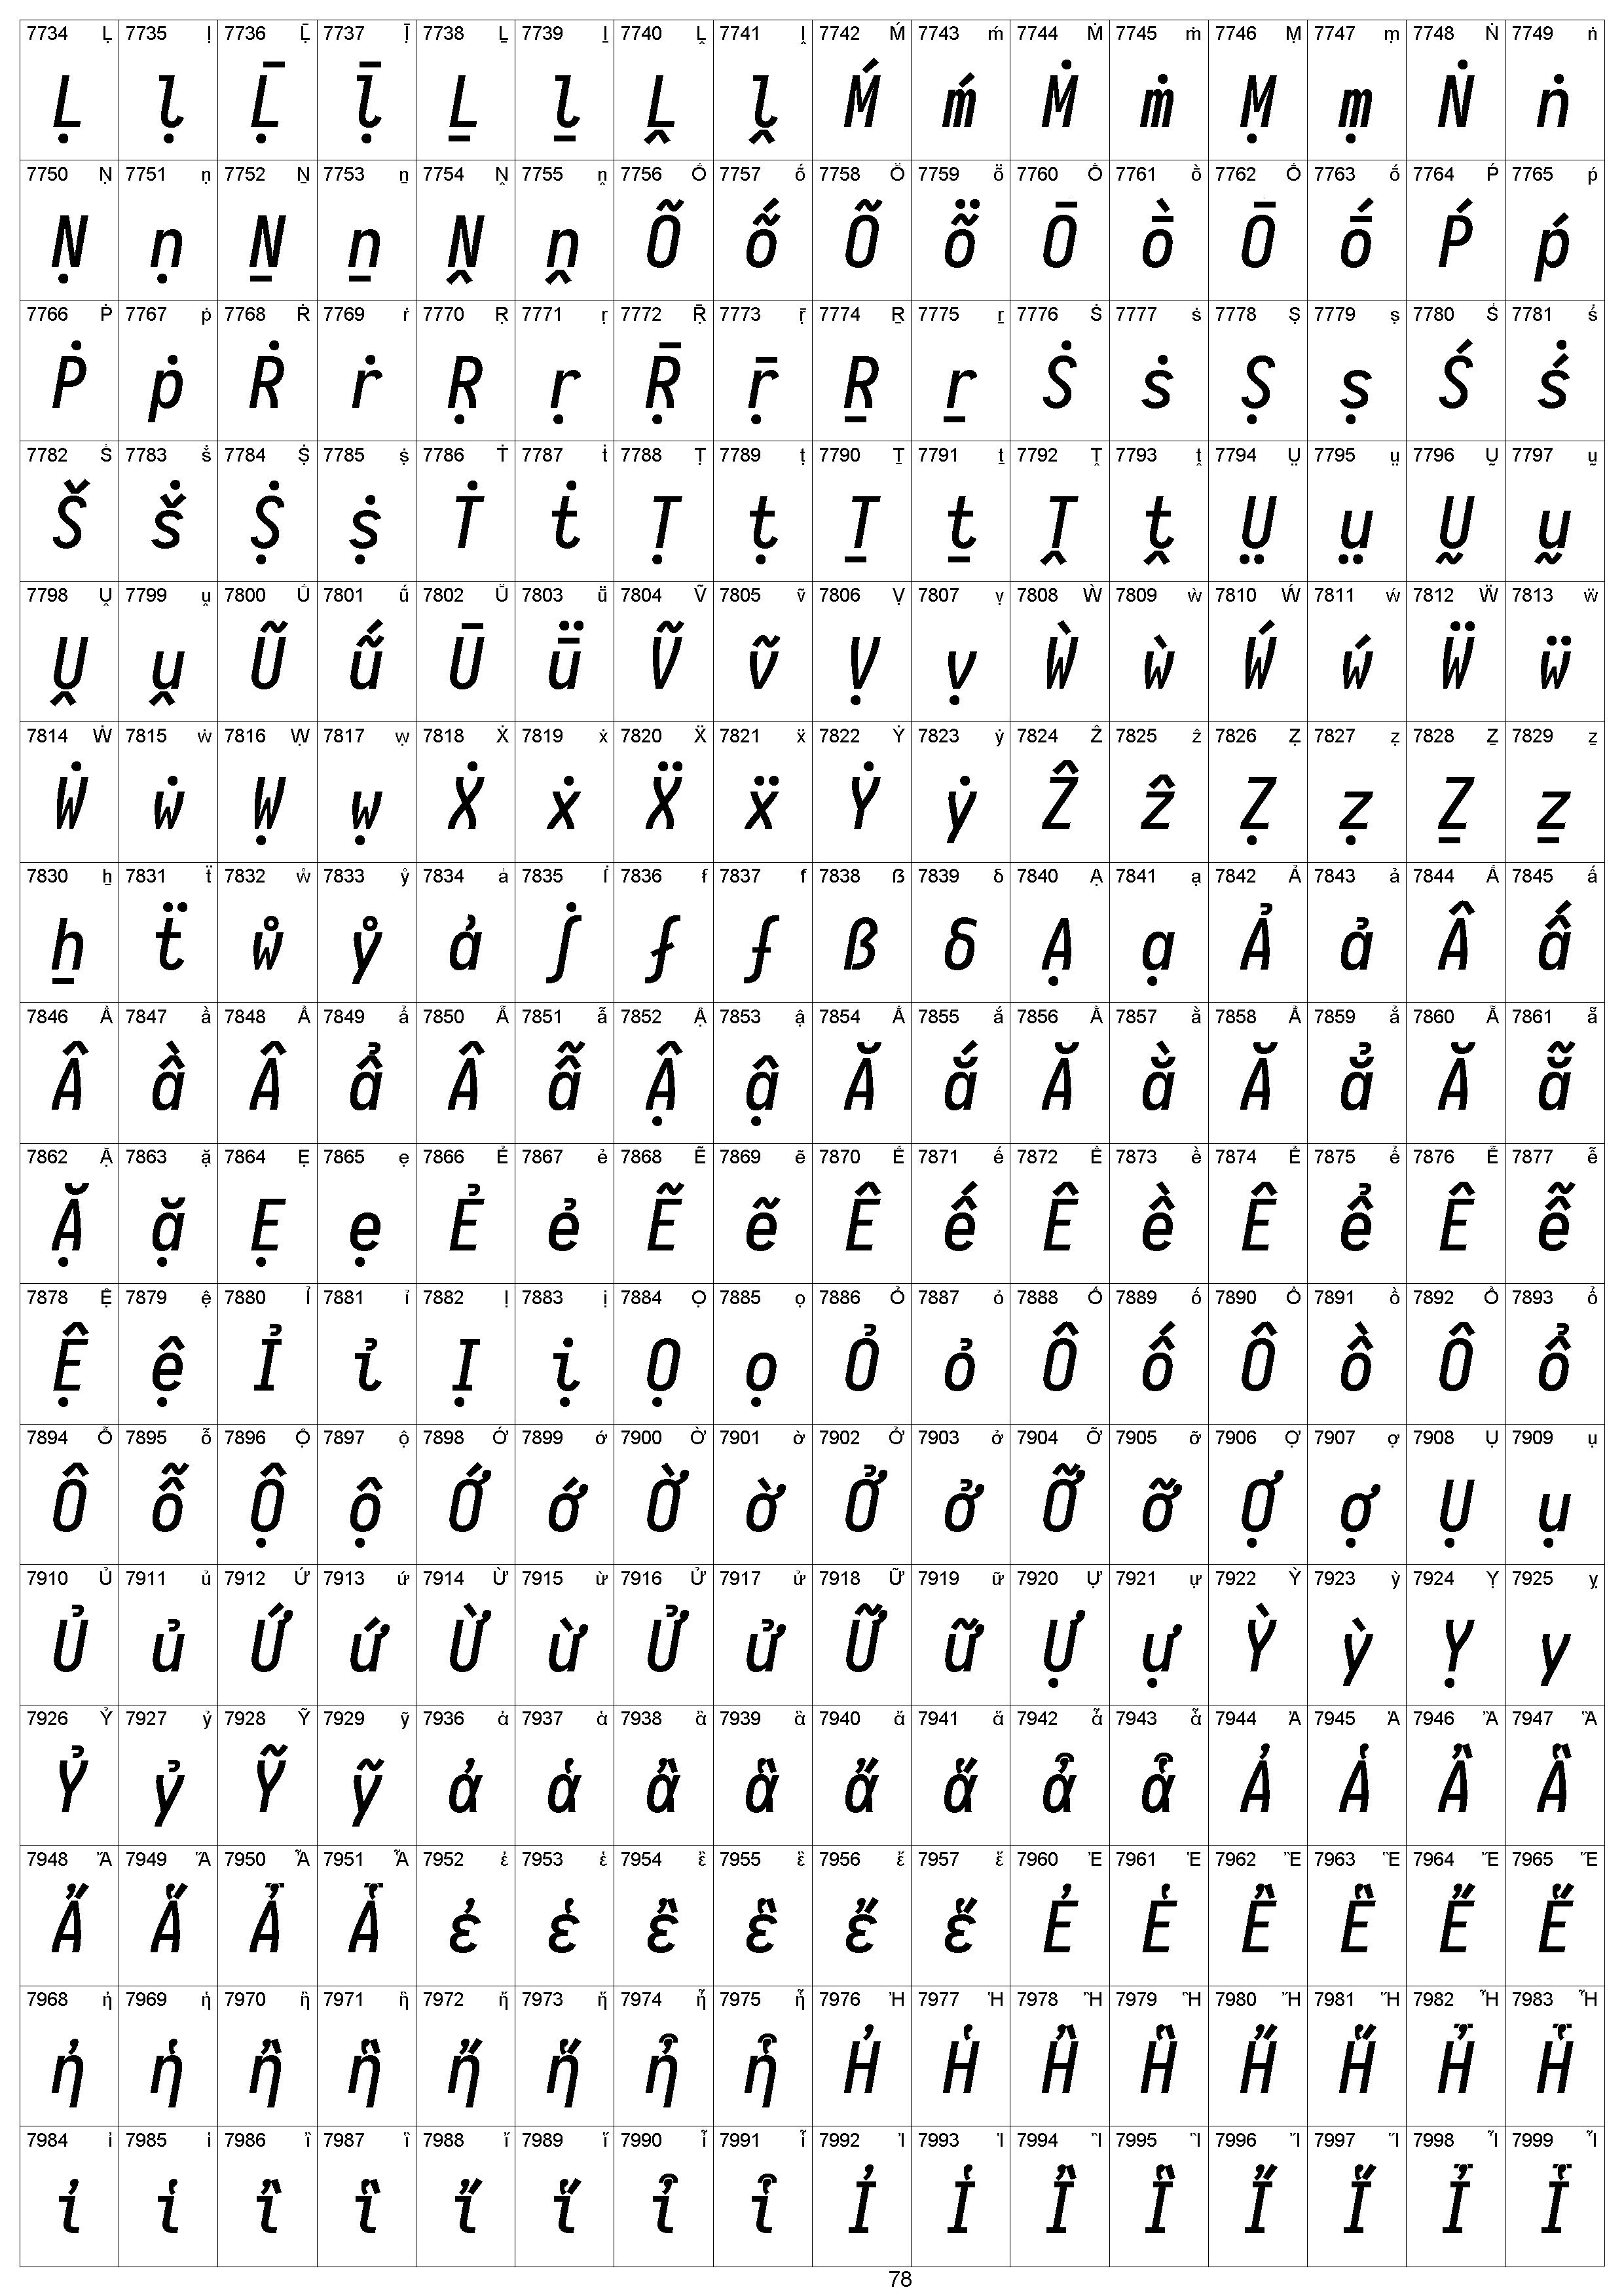 7734 Ḷ 7735 ḷ 7736 Ḹ 7737 ḹ 7738 Ḻ 7739 ḻ 7740 Ḽ 7741 ḽ 7742 Ḿ 7743 ḿ 7744 Ṁ 7745 ṁ 7746 Ṃ 7747 ṃ 7748 Ṅ 7749 ṅ
Ḷ ḷ Ḹ ḹ Ḻ ḻ Ḽ ḽ Ḿ ḿ Ṁ ṁ Ṃ ṃ Ṅ ṅ
7750 Ṇ 7751 ṇ 7752 Ṉ 7753 ṉ 7754 Ṋ 7755 ṋ 7756 Ṍ 7757 ṍ 7758 Ṏ 7759 ṏ 7760 Ṑ 7761 ṑ 7762 Ṓ 7763 ṓ 7764 Ṕ 7765 ṕ
Ṇ ṇ Ṉ ṉ Ṋ ṋ Õ ṍ Õ ṏ Ō ṑ Ō ṓ Ṕ ṕ
7766 Ṗ 7767 ṗ 7768 Ṙ 7769 ṙ 7770 Ṛ 7771 ṛ 7772 Ṝ 7773 ṝ 7774 Ṟ 7775 ṟ 7776 Ṡ 7777 ṡ 7778 Ṣ 7779 ṣ 7780 Ṥ 7781 ṥ
Ṗ ṗ Ṙ ṙ Ṛ ṛ Ṝ ṝ Ṟ ṟ Ṡ ṡ Ṣ ṣ Ś ṥ
7782 Ṧ 7783 ṧ 7784 Ṩ 7785 ṩ 7786 Ṫ 7787 ṫ 7788 Ṭ 7789 ṭ 7790 Ṯ 7791 ṯ 7792 Ṱ 7793 ṱ 7794 Ṳ 7795 ṳ 7796 Ṵ 7797 ṵ
Š ṧ Ṩ ṩ Ṫ ṫ Ṭ ṭ Ṯ ṯ Ṱ ṱ Ṳ ṳ Ṵ ṵ
7798 Ṷ 7799 ṷ 7800 Ṹ 7801 ṹ 7802 Ṻ 7803 ṻ 7804 Ṽ 7805 ṽ 7806 Ṿ 7807 ṿ 7808 Ẁ 7809 ẁ 7810 Ẃ 7811 ẃ 7812 Ẅ 7813 ẅ
Ṷ ṷ Ũ ṹ Ū ṻ Ṽ ṽ Ṿ ṿ Ẁ ẁ Ẃ ẃ Ẅ ẅ
7814 Ẇ 7815 ẇ 7816 Ẉ 7817 ẉ 7818 Ẋ 7819 ẋ 7820 Ẍ 7821 ẍ 7822 Ẏ 7823 ẏ 7824 Ẑ 7825 ẑ 7826 Ẓ 7827 ẓ 7828 Ẕ 7829 ẕ
Ẇ ẇ Ẉ ẉ Ẋ ẋ Ẍ ẍ Ẏ ẏ Ẑ ẑ Ẓ ẓ Ẕ ẕ
7830 ẖ 7831 ẗ 7832 ẘ 7833 ẙ 7834 ẚ 7835 ẛ 7836 ẜ 7837 ẝ 7838 ẞ 7839 ẟ 7840 Ạ 7841 ạ 7842 Ả 7843 ả 7844 Ấ 7845 ấ
ẖ ẗ ẘ ẙ ẚ ẛ ẜ ẝ ẞ ẟ Ạ ạ Ả ả Â ấ
7846 Ầ 7847 ầ 7848 Ẩ 7849 ẩ 7850 Ẫ 7851 ẫ 7852 Ậ 7853 ậ 7854 Ắ 7855 ắ 7856 Ằ 7857 ằ 7858 Ẳ 7859 ẳ 7860 Ẵ 7861 ẵ
Â ầ Â ẩ Â ẫ Ậ ậ Ă ắ Ă ằ Ă ẳ Ă ẵ
7862 Ặ 7863 ặ 7864 Ẹ 7865 ẹ 7866 Ẻ 7867 ẻ 7868 Ẽ 7869 ẽ 7870 Ế 7871 ế 7872 Ề 7873 ề 7874 Ể 7875 ể 7876 Ễ 7877 ễ
Ặ ặ Ẹ ẹ Ẻ ẻ Ẽ ẽ Ê ế Ê ề Ê ể Ê ễ
7878 Ệ 7879 ệ 7880 Ỉ 7881 ỉ 7882 Ị 7883 ị 7884 Ọ 7885 ọ 7886 Ỏ 7887 ỏ 7888 Ố 7889 ố 7890 Ồ 7891 ồ 7892 Ổ 7893 ổ
Ệ ệ Ỉ ỉ Ị ị Ọ ọ Ỏ ỏ Ô ố Ô ồ Ô ổ
7894 Ỗ 7895 ỗ 7896 Ộ 7897 ộ 7898 Ớ 7899 ớ 7900 Ờ 7901 ờ 7902 Ở 7903 ở 7904 Ỡ 7905 ỡ 7906 Ợ 7907 ợ 7908 Ụ 7909 ụ
Ô ỗ Ộ ộ Ớ ớ Ờ ờ Ở ở Ỡ ỡ Ợ ợ Ụ ụ
7910 Ủ 7911 ủ 7912 Ứ 7913 ứ 7914 Ừ 7915 ừ 7916 Ử 7917 ử 7918 Ữ 7919 ữ 7920 Ự 7921 ự 7922 Ỳ 7923 ỳ 7924 Ỵ 7925 ỵ
Ủ ủ Ứ ứ Ừ ừ Ử ử Ữ ữ Ự ự Ỳ ỳ Ỵ y
7926 Ỷ 7927 ỷ 7928 Ỹ 7929 ỹ 7936 ἀ 7937 ἁ 7938 ἂ 7939 ἃ 7940 ἄ 7941 ἅ 7942 ἆ 7943 ἇ 7944 Ἀ 7945 Ἁ 7946 Ἂ 7947 Ἃ
Ỷ ỷ Ỹ ỹ ἀ ἁ ἂ ἃ ἄ ἅ ἆ ἇ Ἀ Ἁ Ἂ Ἃ
7948 Ἄ 7949 Ἅ 7950 Ἆ 7951 Ἇ 7952 ἐ 7953 ἑ 7954 ἒ 7955 ἓ 7956 ἔ 7957 ἕ 7960 Ἐ 7961 Ἑ 7962 Ἒ 7963 Ἓ 7964 Ἔ 7965 Ἕ
Ἄ Ἅ Ἆ Ἇ ἐ ἑ ἒ ἓ ἔ ἕ Ἐ Ἑ Ἒ Ἓ Ἔ Ἕ
7968 ἠ 7969 ἡ 7970 ἢ 7971 ἣ 7972 ἤ 7973 ἥ 7974 ἦ 7975 ἧ 7976 Ἠ 7977 Ἡ 7978 Ἢ 7979 Ἣ 7980 Ἤ 7981 Ἥ 7982 Ἦ 7983 Ἧ
ἠ ἡ ἢ ἣ ἤ ἥ ἦ ἧ Ἠ Ἡ Ἢ Ἣ Ἤ Ἥ Ἦ Ἧ
7984 ἰ 7985 ἱ 7986 ἲ 7987 ἳ 7988 ἴ 7989 ἵ 7990 ἶ 7991 ἷ 7992 Ἰ 7993 Ἱ 7994 Ἲ 7995 Ἳ 7996 Ἴ 7997 Ἵ 7998 Ἶ 7999 Ἷ
ἰ ἱ ἲ ἳ ἴ ἵ ἶ ἷ Ἰ Ἱ Ἲ Ἳ Ἴ Ἵ Ἶ Ἷ
78